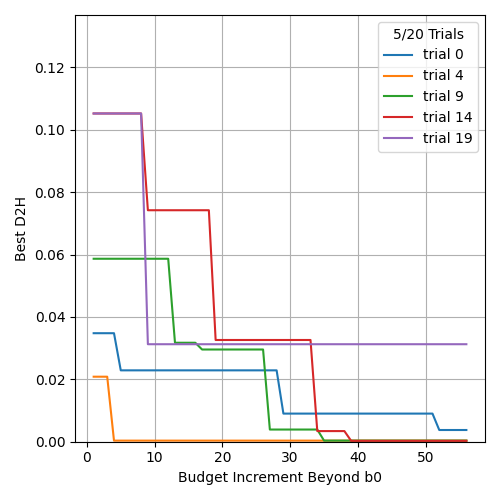 5/20 Trials
trial 0
trial 4
trial 9
trial 14
trial 19
0.12
0.10
0.08
0.06
0.04
0.02
0.00
Best D2H
0 10 20 30 40 50
Budget Increment Beyond b0